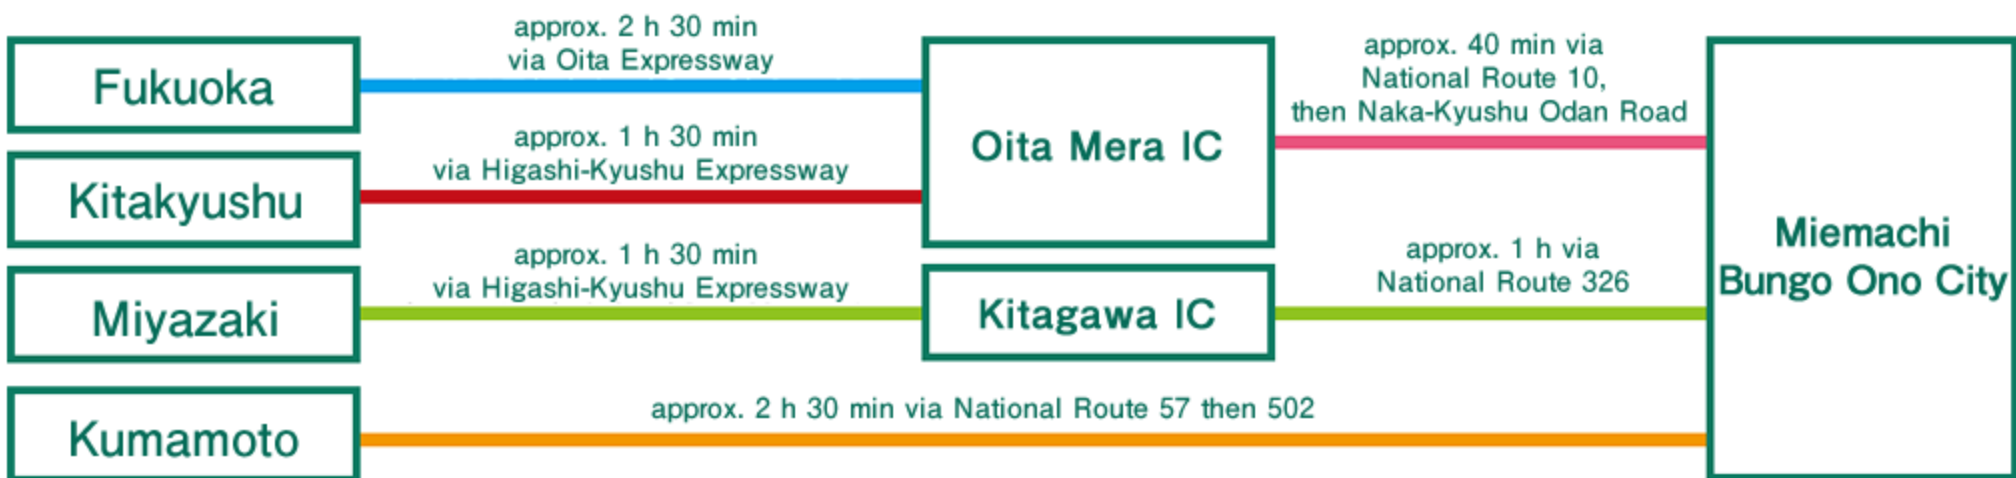 Fukuoka
approx. 2 h 30 min
via Oita Expressway
Kitakyushu
approx. 1 h 30 min
via Higashi-Kyushu Expressway
Oita Mera IC
approx. 40 min via
National Route 10,
then Naka-Kyushu Odan Road
Miyazaki
approx. 1 h 30 min
via Higashi-Kyushu Expressway
Kitagawa IC
approx. 1 h via
National Route 326
Kumamoto
approx. 2 h 30 min via National Route 57 then 502
Miemachi
Bungo Ono City